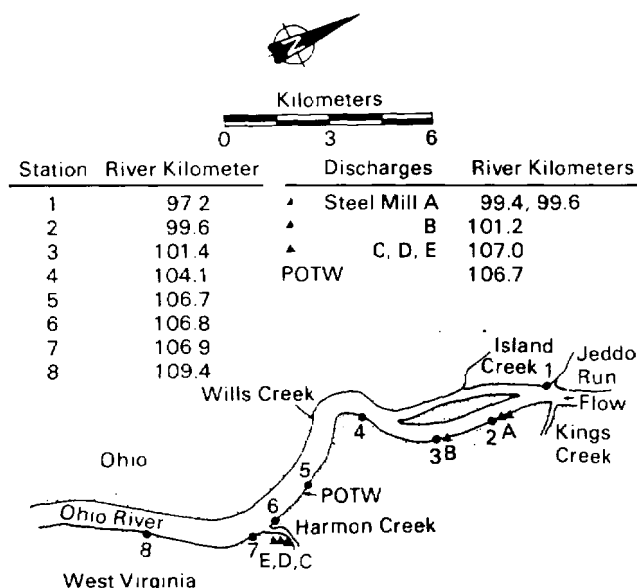 N
Kilometers
0 3 6
Station River Kilometer
1 97 2
2 99.6
3 101.4
4 104.1
5 106.7
6 106.8
7 106 9
8 109.4
Discharges River Kilometers
Steel Mill A 99.4, 99.6
B 101.2
C, D, E 107.0
POTW 106.7
Island
Creek
1
Jeddo
Run
Flow
Kings
Creek
Wills Creek
4
3 B
2 A
Ohio
5
POTW
6
Harmon Creek
Ohio River
8
7
E, D, C
West Virginia